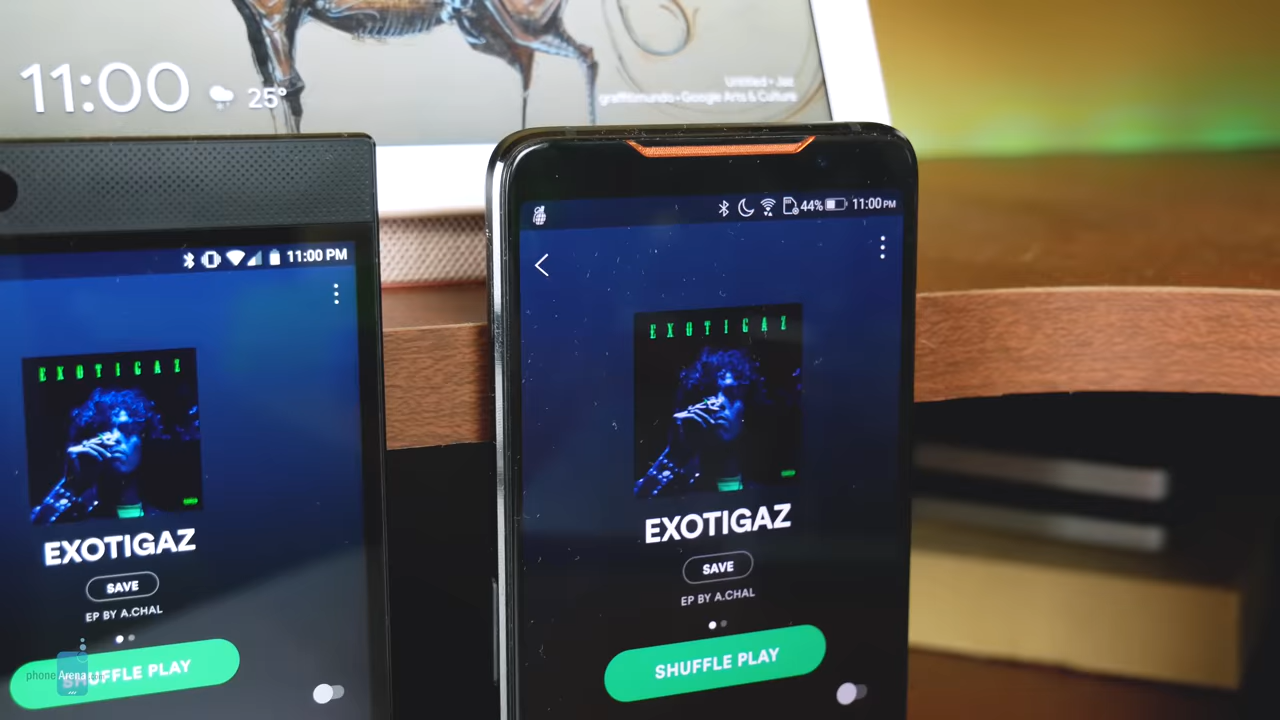 11:00 25°
Untitled • Jaz
graffitimundo • Google Arts & Culture
11:00 PM
EXOTIGAZ
EXOTIGAZ
SAVE
EP BY A.CHAL
SHUFFLE PLAY
phoneArena
44% 11:00 PM
EXOTIGAZ
EXOTIGAZ
SAVE
EP BY A.CHAL
SHUFFLE PLAY